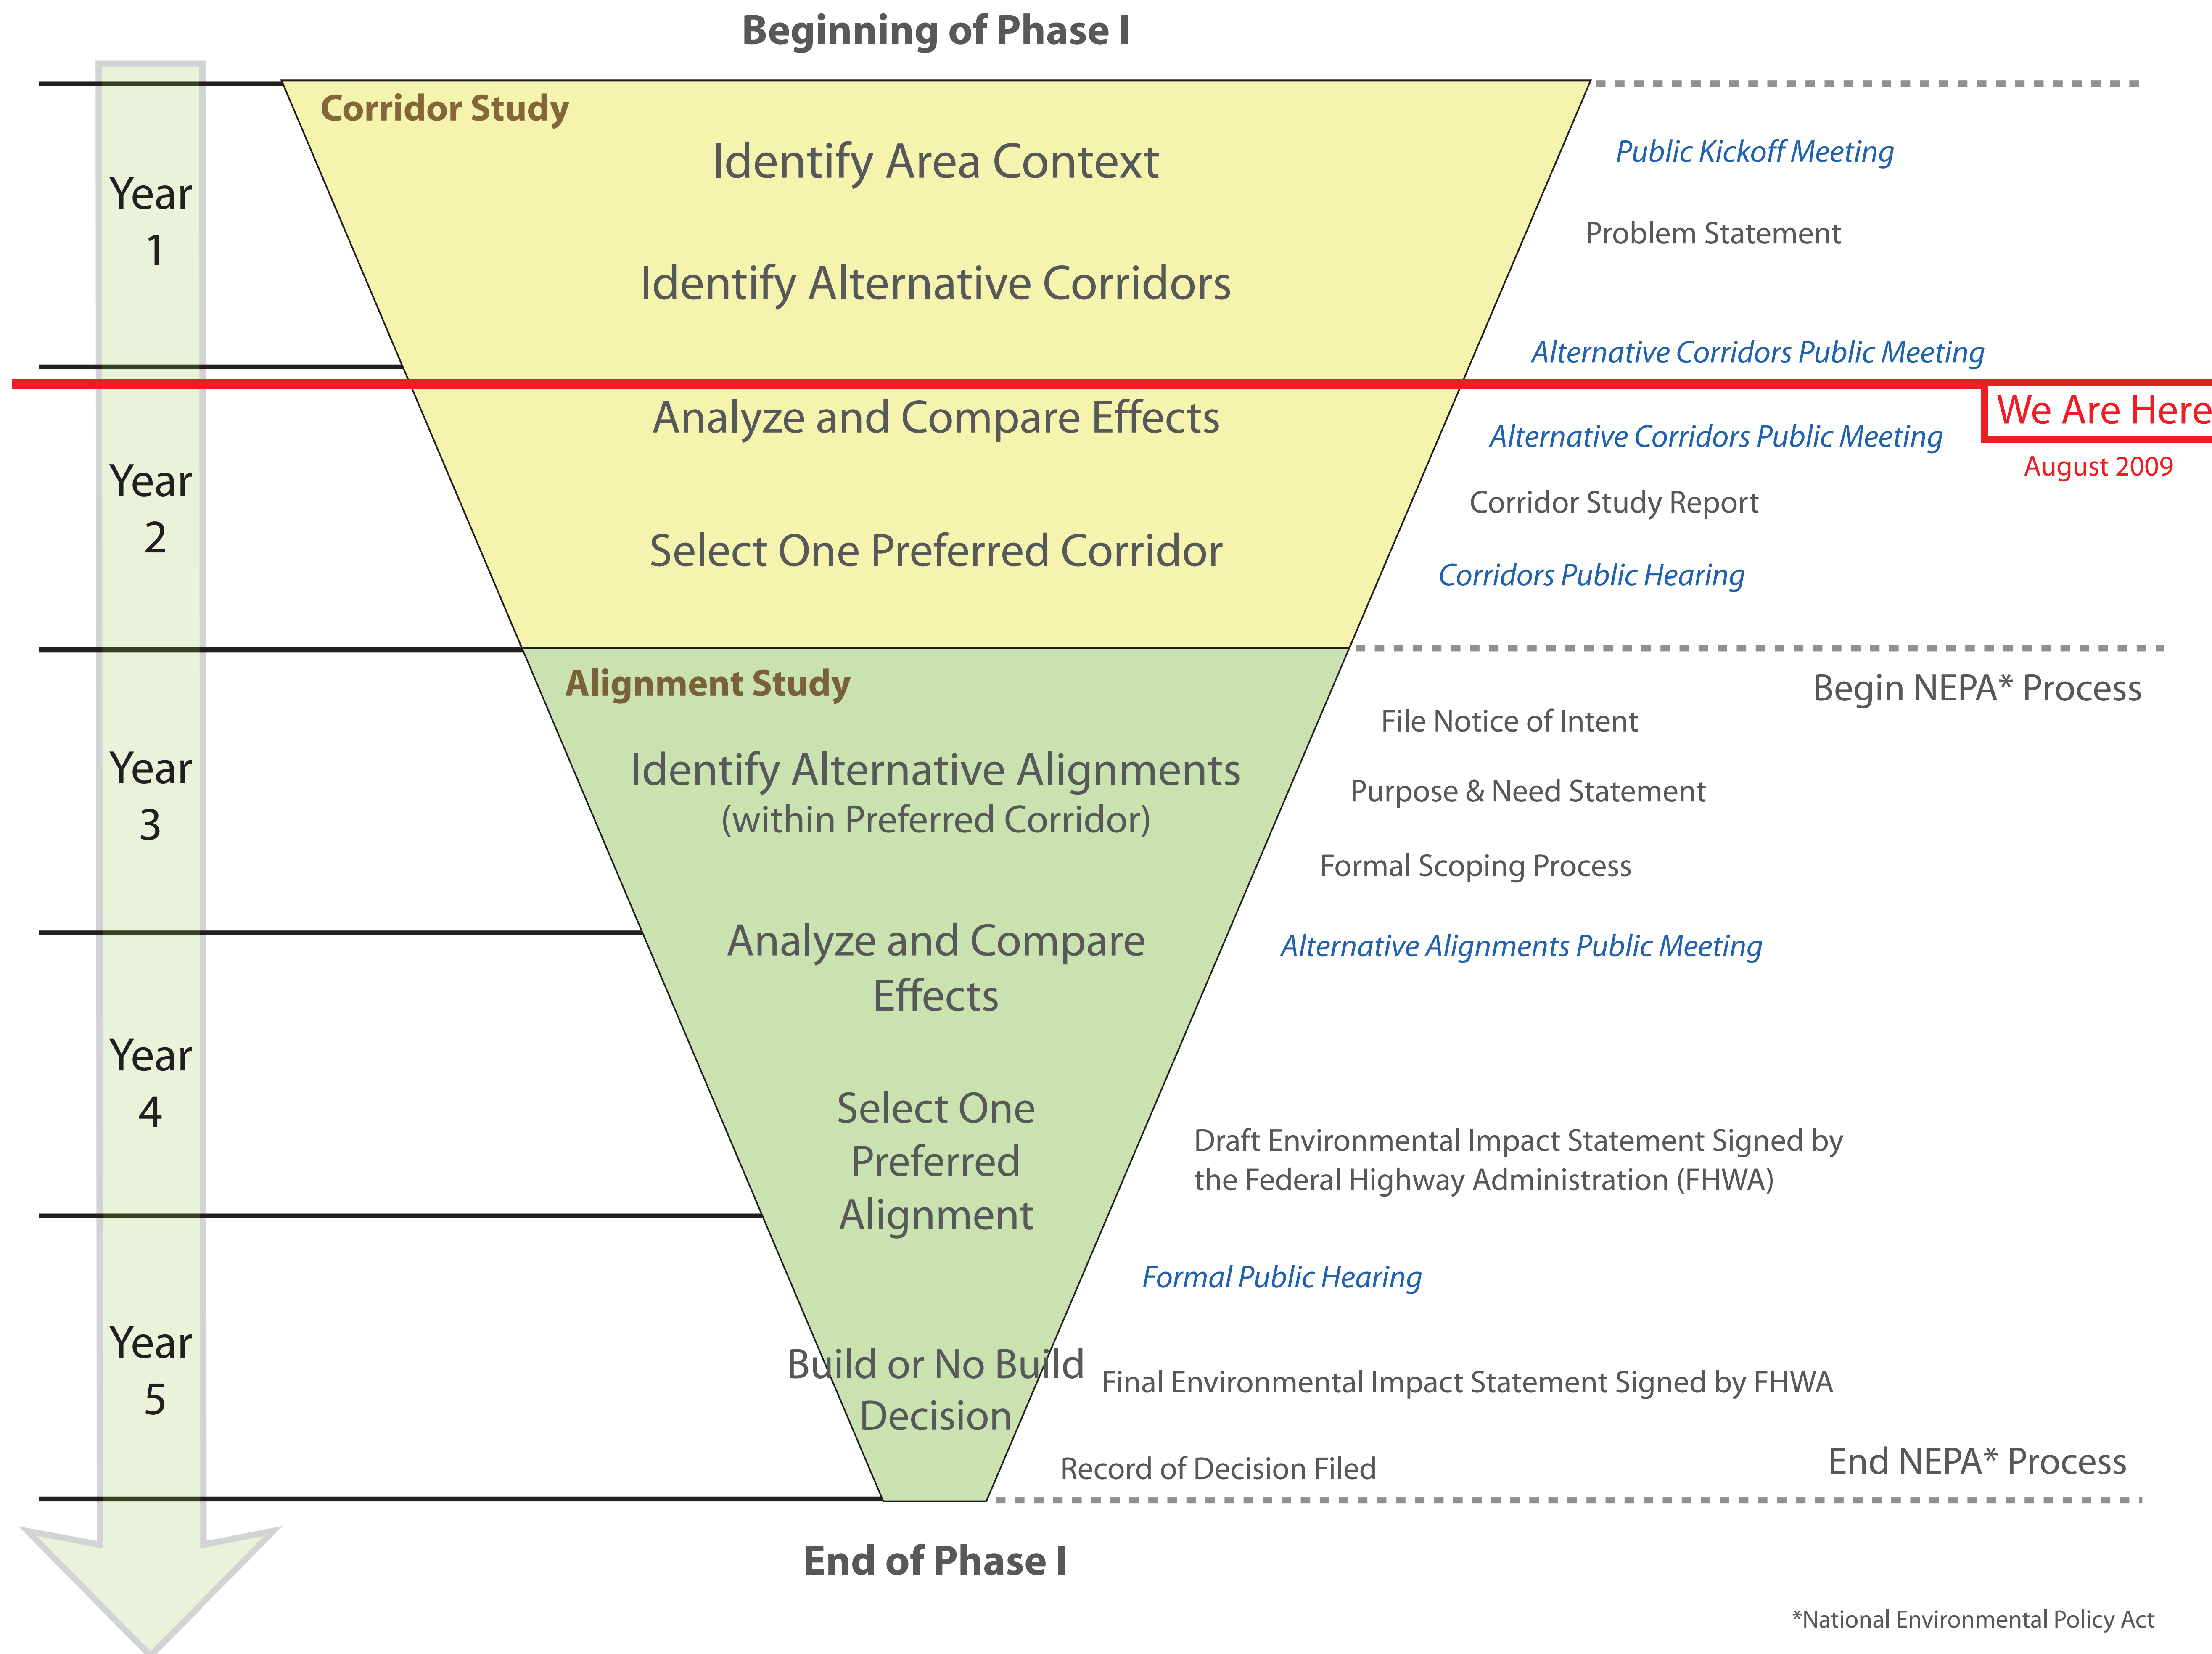 Beginning of Phase I
Corridor Study
Identify Area Context
Public Kickoff Meeting
Year
1
Problem Statement
Identify Alternative Corridors
Alternative Corridors Public Meeting
We Are Here
Analyze and Compare Effects
Alternative Corridors Public Meeting
August 2009
Year
2
Corridor Study Report
Select One Preferred Corridor
Corridors Public Hearing
Alignment Study
Begin NEPA* Process
File Notice of Intent
Year
3
Identify Alternative Alignments
(within Preferred Corridor)
Purpose & Need Statement
Formal Scoping Process
Analyze and Compare
Effects
Alternative Alignments Public Meeting
Year
4
Select One
Preferred
Alignment
Draft Environmental Impact Statement Signed by
the Federal Highway Administration (FHWA)
Formal Public Hearing
Year
5
Build or No Build
Decision
Final Environmental Impact Statement Signed by FHWA
Record of Decision Filed
End NEPA* Process
End of Phase I
*National Environmental Policy Act